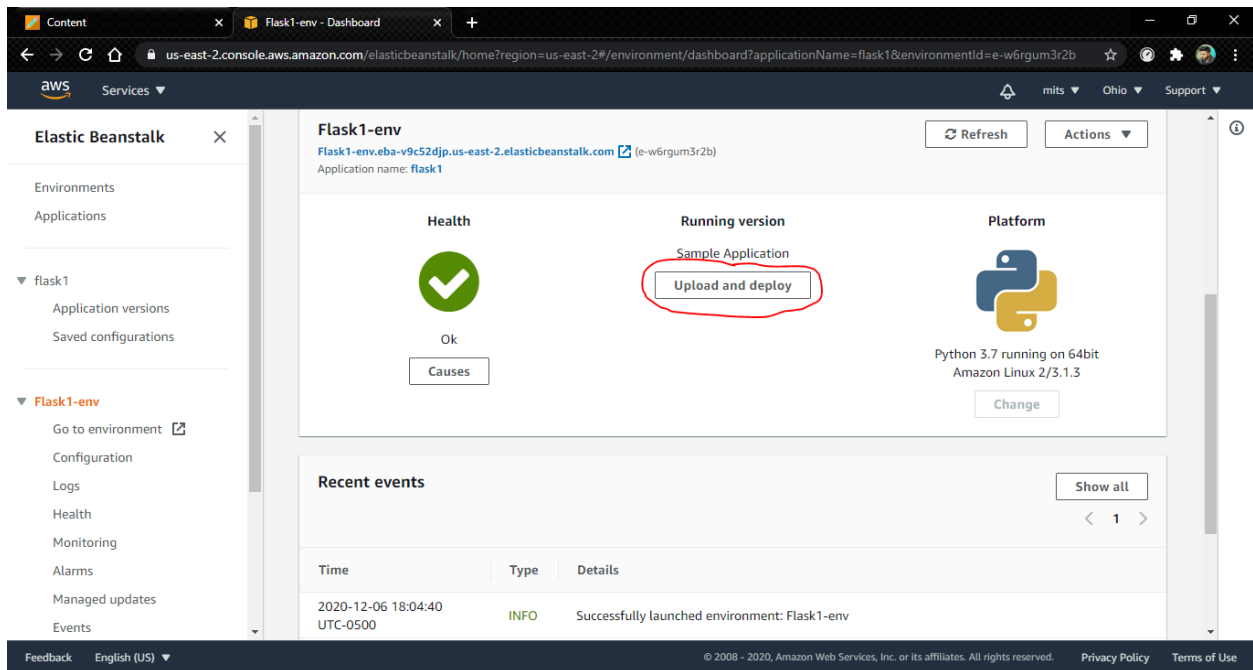 Content
Flask1-env - Dashboard
us-east-2.console.aws.amazon.com/elasticbeanstalk/home?region=us-east-2#/environment/dashboard?applicationName=flask1&environmentId=e-w6rgum3r2b
aws
Services
mits
Ohio
Support
Elastic Beanstalk
Environments
Applications
flask1
Application versions
Saved configurations
Flask1-env
Go to environment
Configuration
Logs
Health
Monitoring
Alarms
Managed updates
Events
Flask1-env
Flask1-env.eba-v9c52djp.us-east-2.elasticbeanstalk.com (e-w6rgum3r2b)
Application name: flask1
Refresh
Actions
Health
Ok
Causes
Running version
Sample Application
Upload and deploy
Platform
Python 3.7 running on 64bit
Amazon Linux 2/3.1.3
Change
Recent events
Show all
1
Time Type Details
2020-12-06 18:04:40
UTC-0500
INFO
Successfully launched environment: Flask1-env
Feedback
English (US)
© 2008 - 2020, Amazon Web Services, Inc. or its affiliates. All rights reserved.
Privacy Policy
Terms of Use